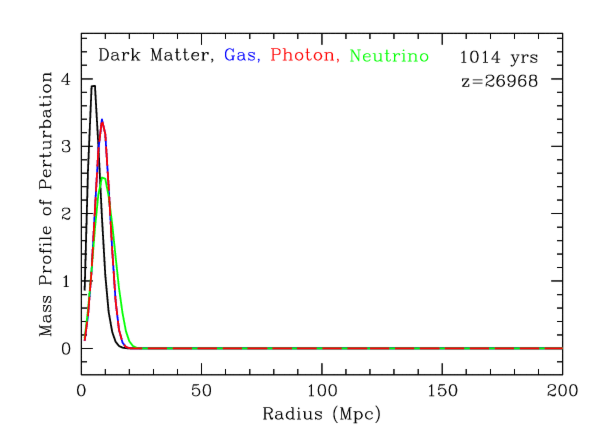 Dark Matter, Gas, Photon, Neutrino 1014 yrs
z=26968
Mass Profile of Perturbation
4
3
2
1
0
0 50 100 150 200
Radius (Mpc)